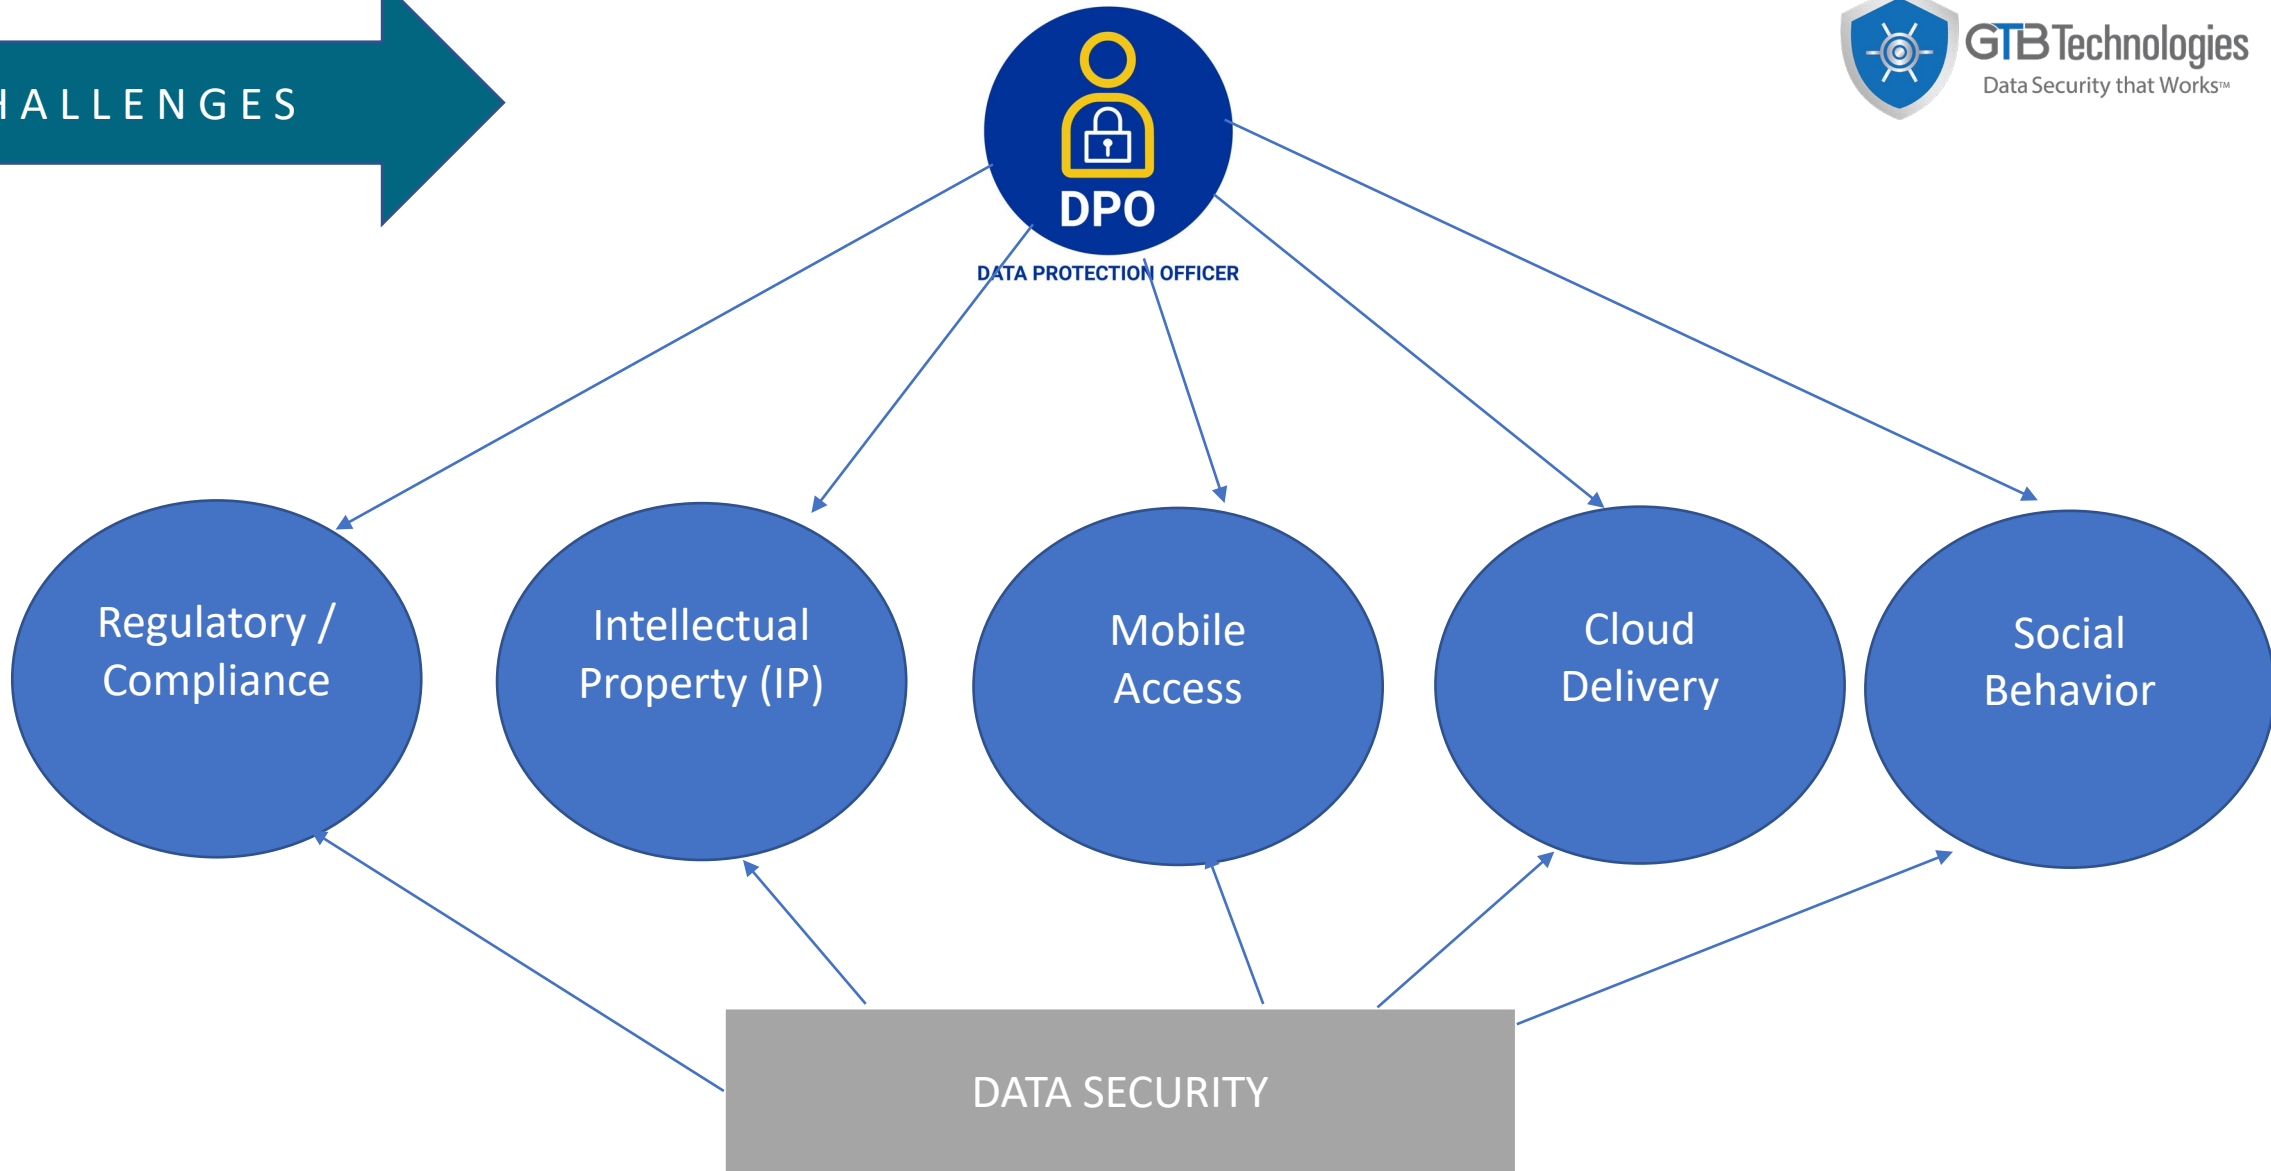 HALLENGES
GTB Technologies
Data Security that Works™
DPO
DATA PROTECTION OFFICER
Regulatory /
Compliance
Intellectual
Property (IP)
Mobile
Access
Cloud
Delivery
Social
Behavior
DATA SECURITY